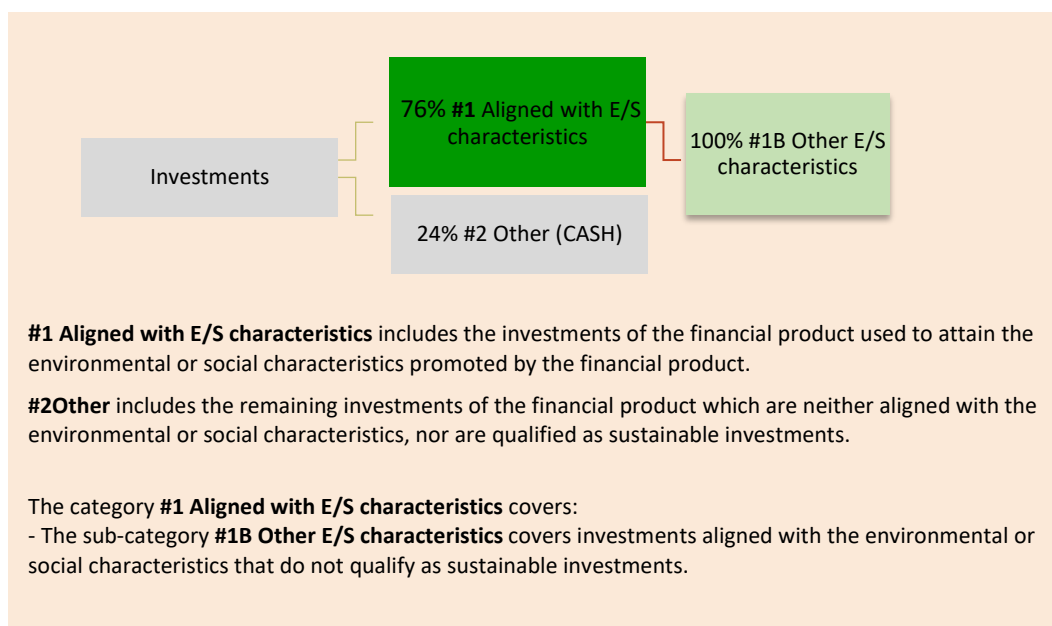 76% #1 Aligned with E/S
characteristics
100% #1B Other E/S
characteristics
Investments
24% #2 Other (CASH)
#1 Aligned with E/S characteristics includes the investments of the financial product used to attain the
environmental or social characteristics promoted by the financial product.
#2Other includes the remaining investments of the financial product which are neither aligned with the
environmental or social characteristics, nor are qualified as sustainable investments.
The category #1 Aligned with E/S characteristics covers:
- The sub-category #1B Other E/S characteristics covers investments aligned with the environmental or
social characteristics that do not qualify as sustainable investments.